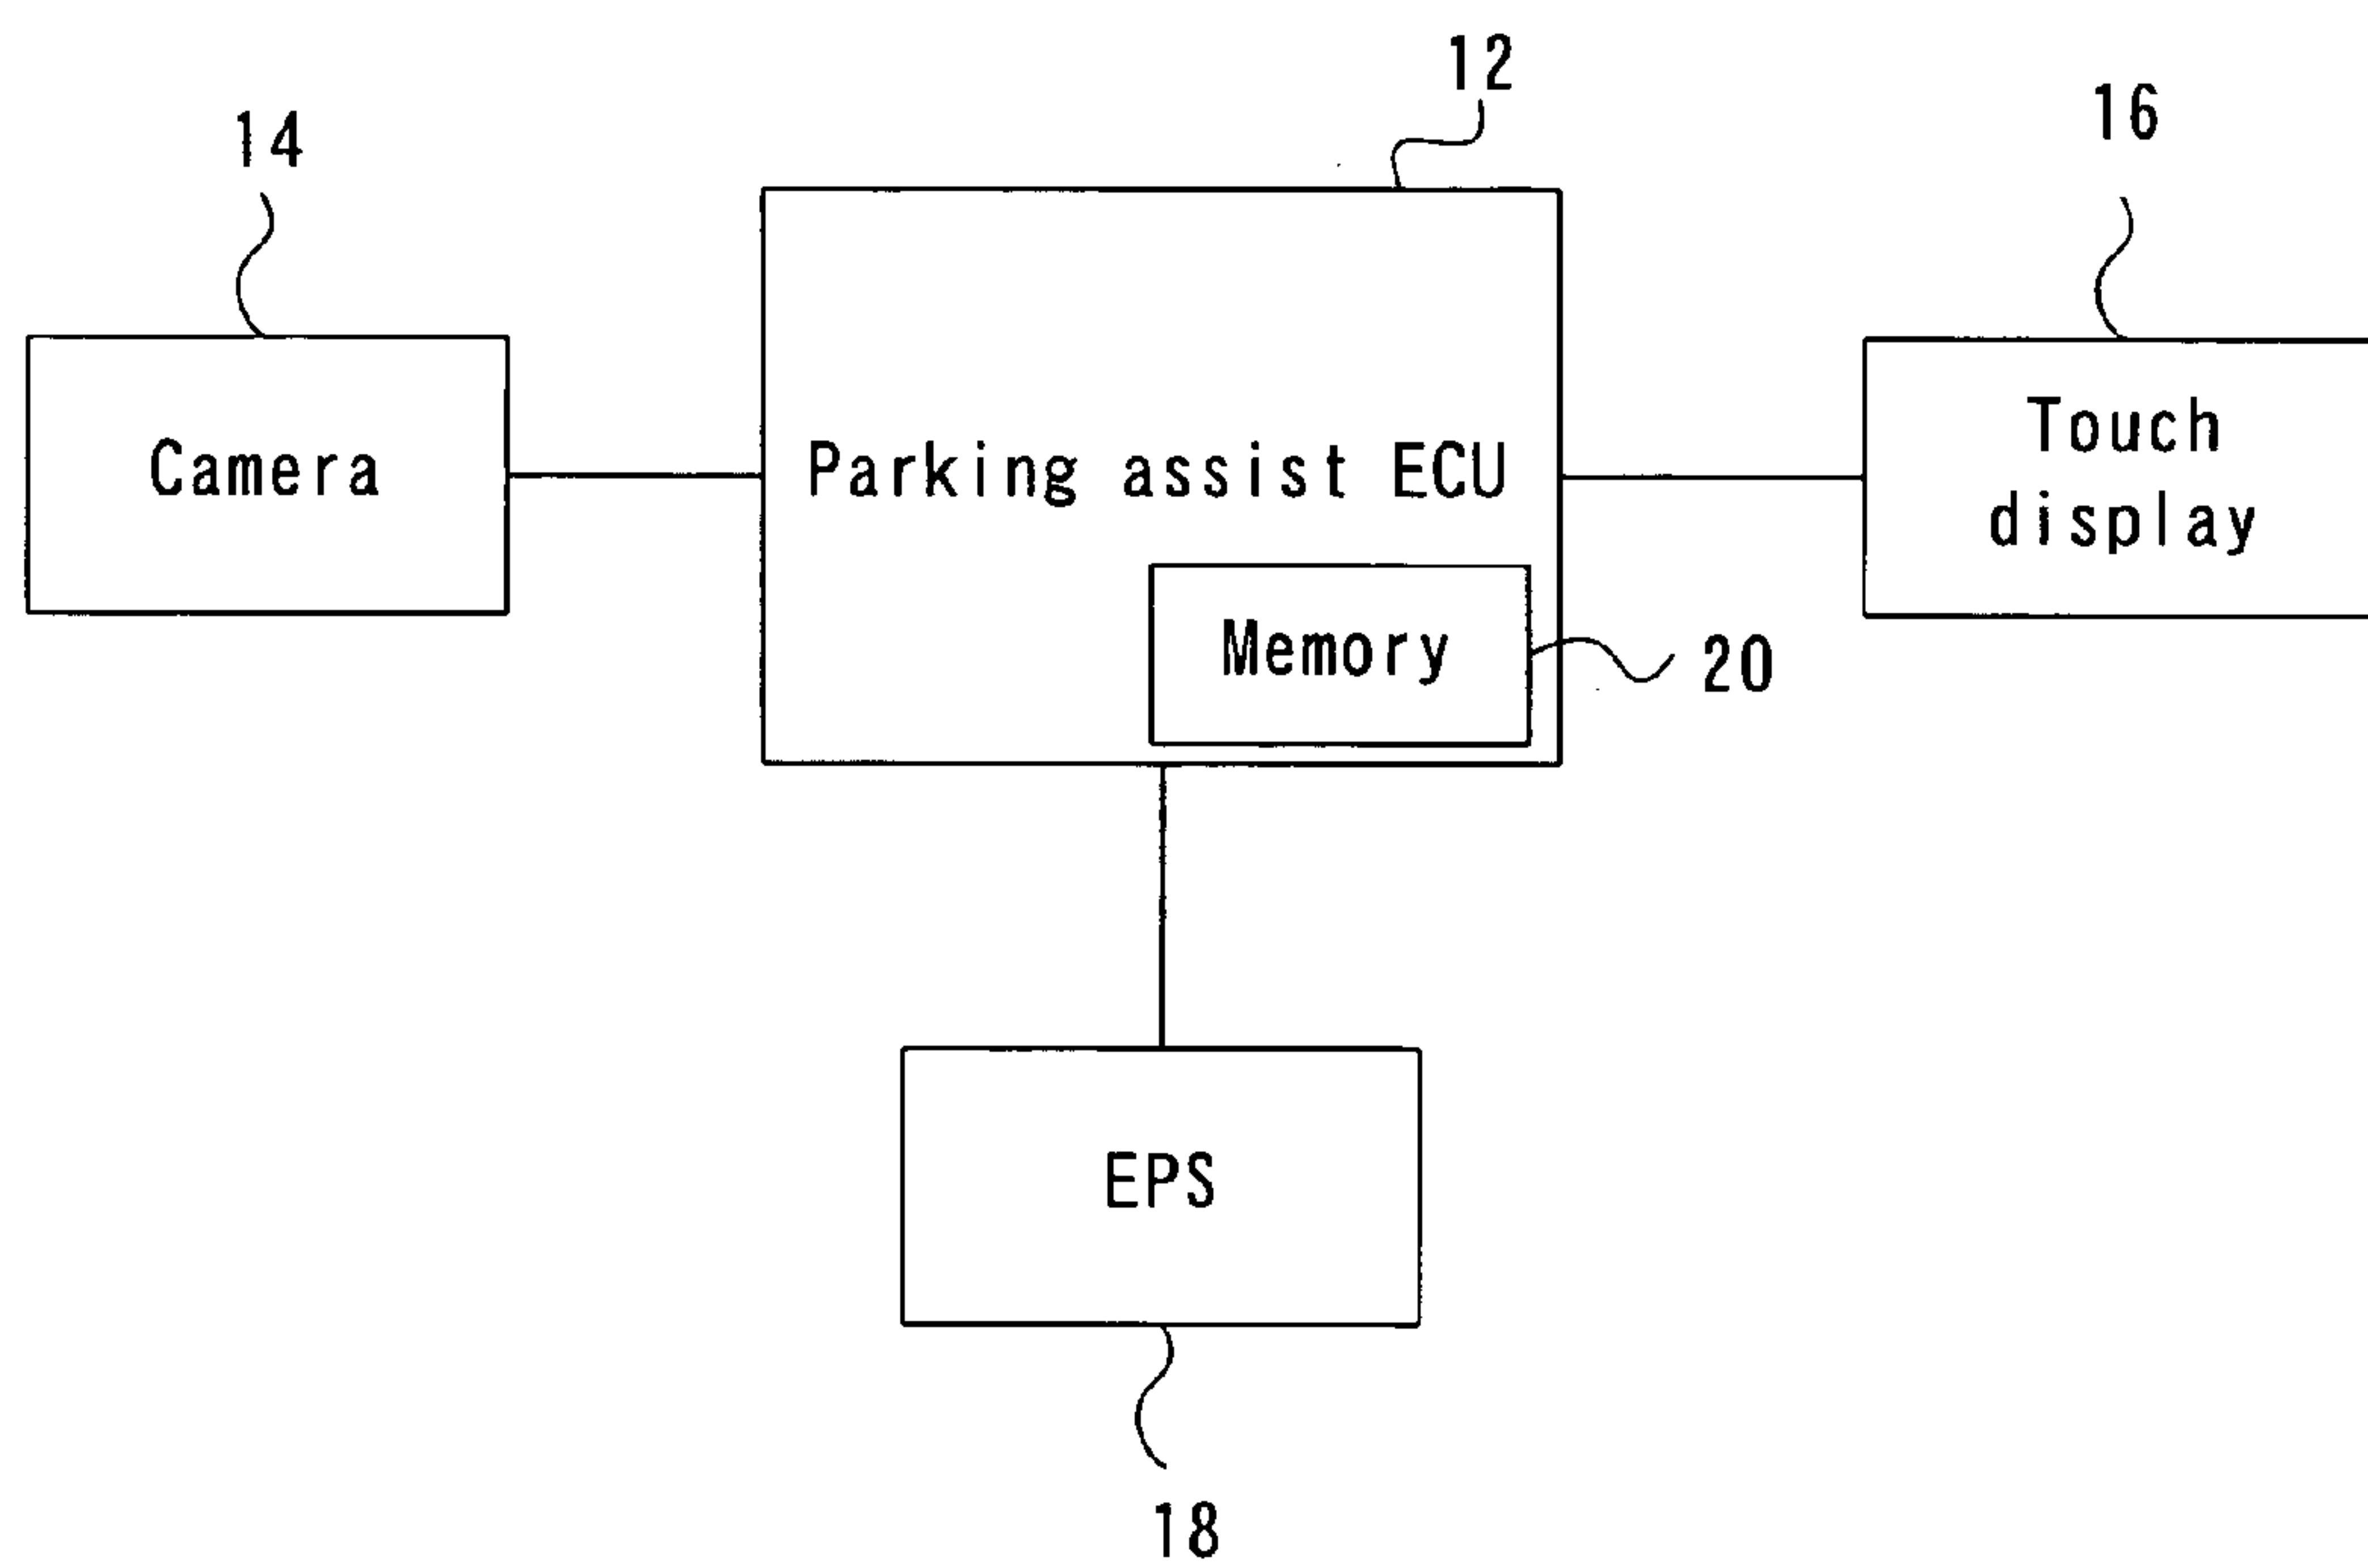 12
16
14
Camera
Parking assist ECU
Touch
display
Memory
20
EPS
18